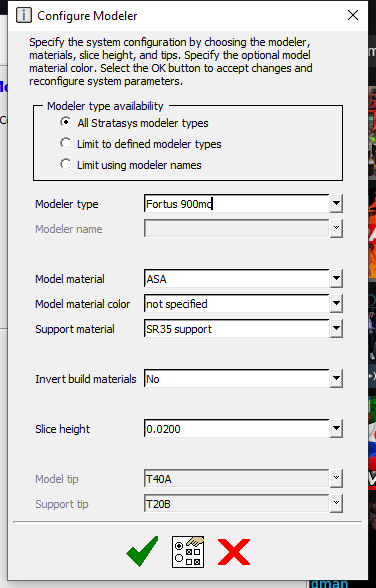 Configure Modeler
Specify the system configuration by choosing the modeler,
materials, slice height, and tips. Specify the optional model
material color. Select the OK button to accept changes and
reconfigure system parameters.
Modeler type availability
All Stratasys modeler types
Limit to defined modeler types
Limit using modeler names
Modeler type Fortus 900mc
Modeler name
Model material ASA
Model material color not specified
Support material SR35 support
Invert build materials No
Slice height 0.0200
Model tip T40A
Support tip T20B
dman